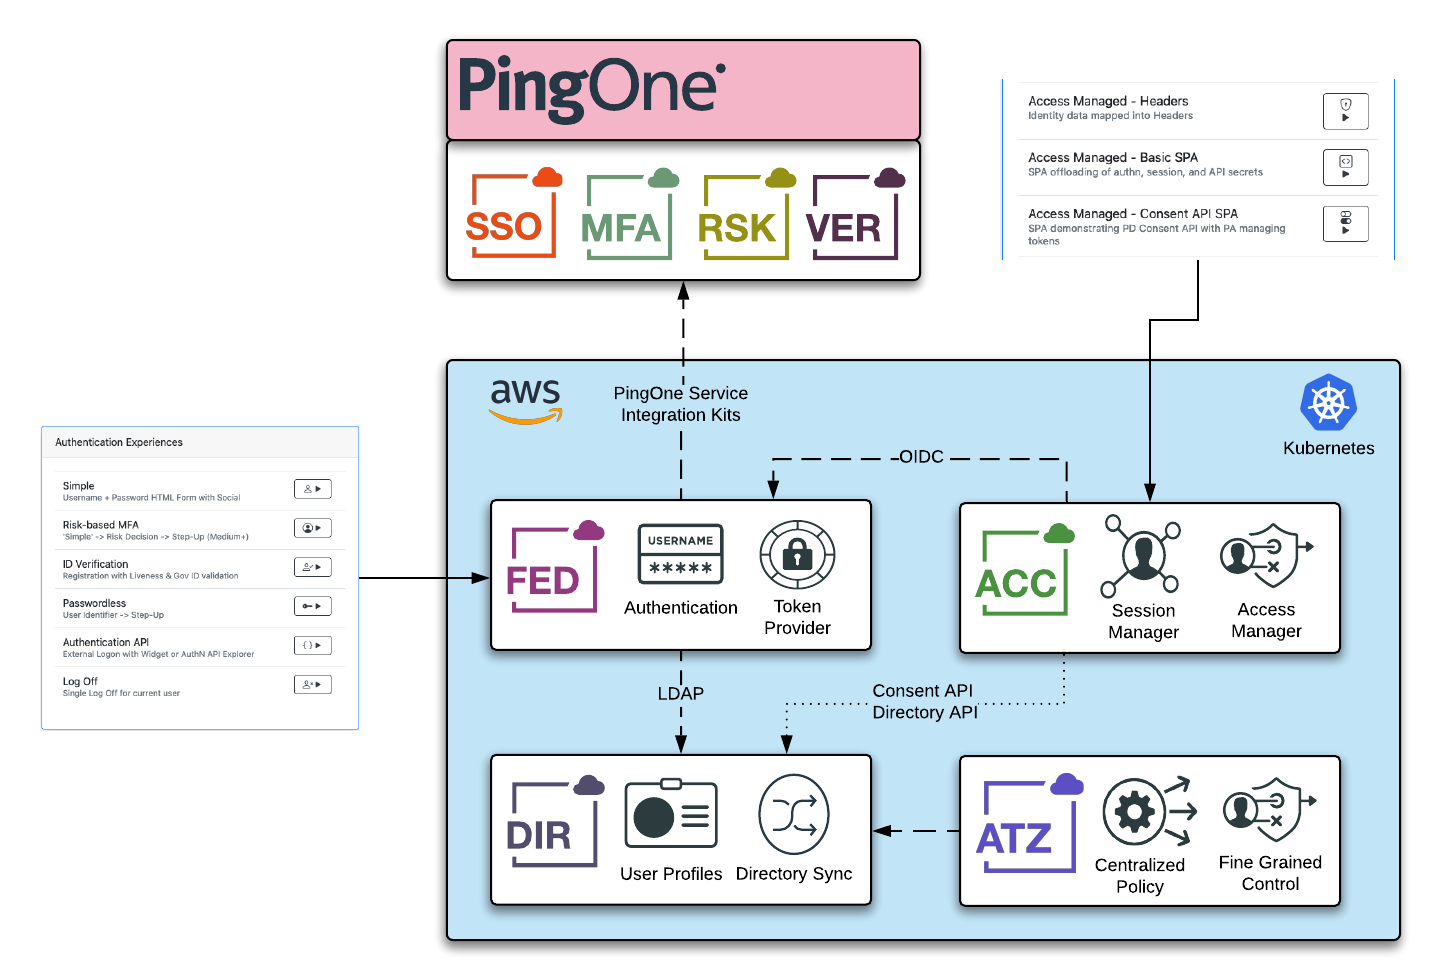 PingOne
SSO
MFA
RSK
VER
Access Managed - Headers
Identity data mapped into Headers
Access Managed - Basic SPA
SPA offloading of authn, session, and API secrets
Access Managed - Consent API SPA
SPA demonstrating PD Consent API with PA managing
tokens
aws
PingOne Service
Integration Kits
Kubernetes
OIDC
Authentication Experiences
Simple
Username + Password HTML Form with Social
Risk-based MFA
'Simple' -> Risk Decision -> Step-Up (Medium+)
ID Verification
Registration with Liveness & Gov ID validation
Passwordless
User Identifier -> Step-Up
Authentication API
External Logon with Widget or AuthN API Explorer
{ }
Log Off
Single Log Off for current user
FED
USERNAME
*****
Authentication
Token
Provider
ACC
Session
Manager
Access
Manager
LDAP
Consent API
Directory API
DIR
User Profiles
Directory Sync
ATZ
Centralized
Policy
Fine Grained
Control